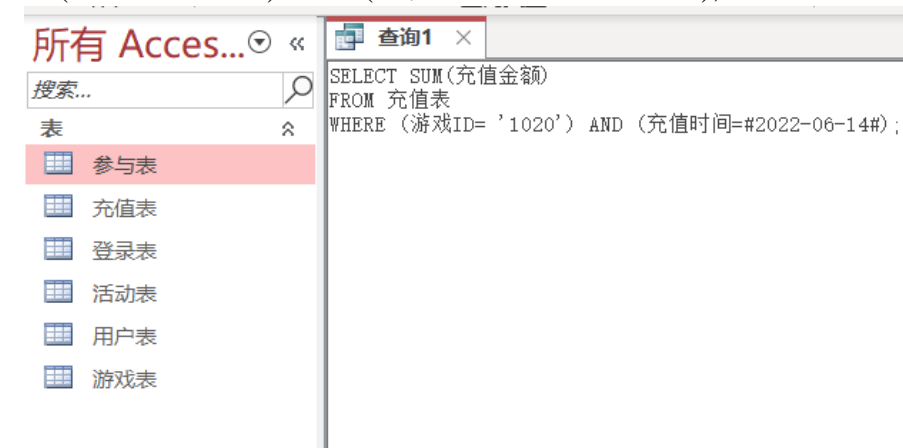 所有 Acces...
搜索...
表
参与表
充值表
登录表
活动表
用户表
游戏表
查询1
SELECT SUM(充值金额)
FROM 充值表
WHERE (游戏ID= '1020') AND (充值时间=#2022-06-14#);